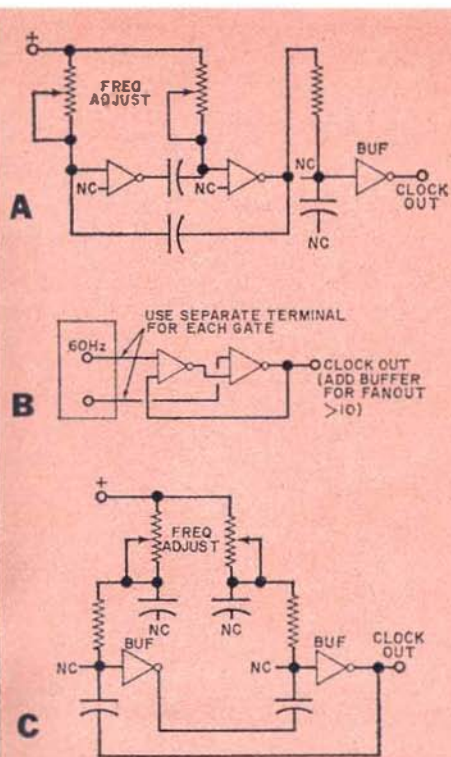 +
FREQ
ADJUST
NC
NC
NC
BUF
CLOCK
OUT
NC
A
USE SEPARATE TERMINAL
FOR EACH GATE
60Hz
CLOCK OUT
(ADD BUFFER
FOR FANOUT
>10)
B
+
FREQ
ADJUST
NC
NC
BUF
BUF
CLOCK
OUT
NC
NC
C